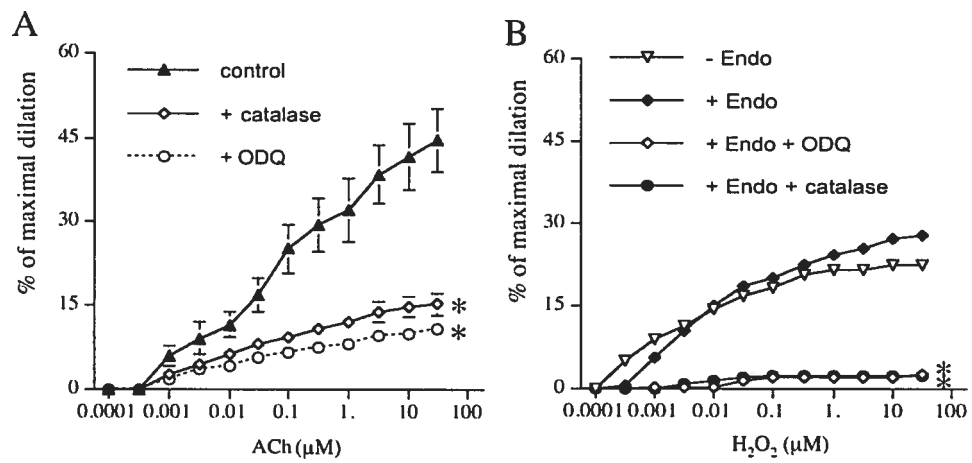 A
% of maximal dilation
60
45
30
15
0
control
+ catalase
+ ODQ
*
*
0.0001 0.001 0.01 0.1 1. 10 100
ACh (μM)
B
% of maximal dilation
60
45
30
15
0
- Endo
+ Endo
+ Endo + ODQ
+ Endo + catalase
*
*
0.0001 0.001 0.01 0.1 1. 10 100
H₂O₂ (μM)